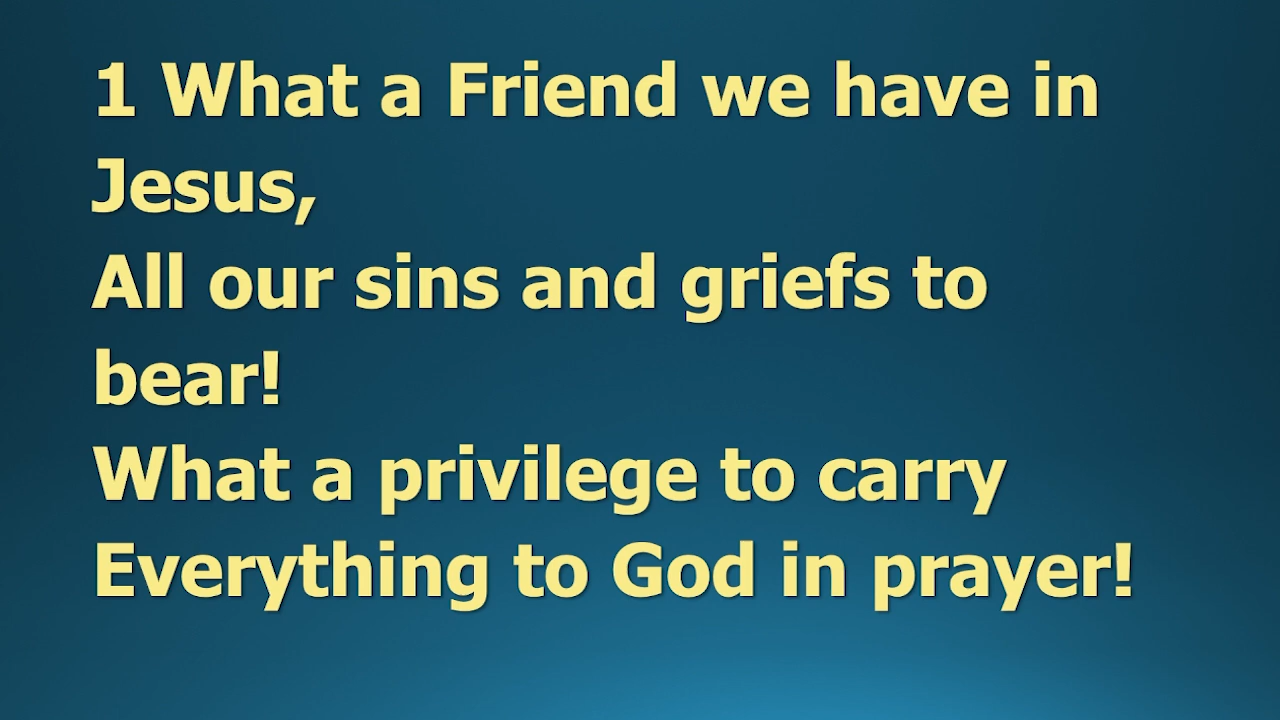 1 What a Friend we have in
Jesus,
All our sins and griefs to
bear!
What a privilege to carry
Everything to God in prayer!